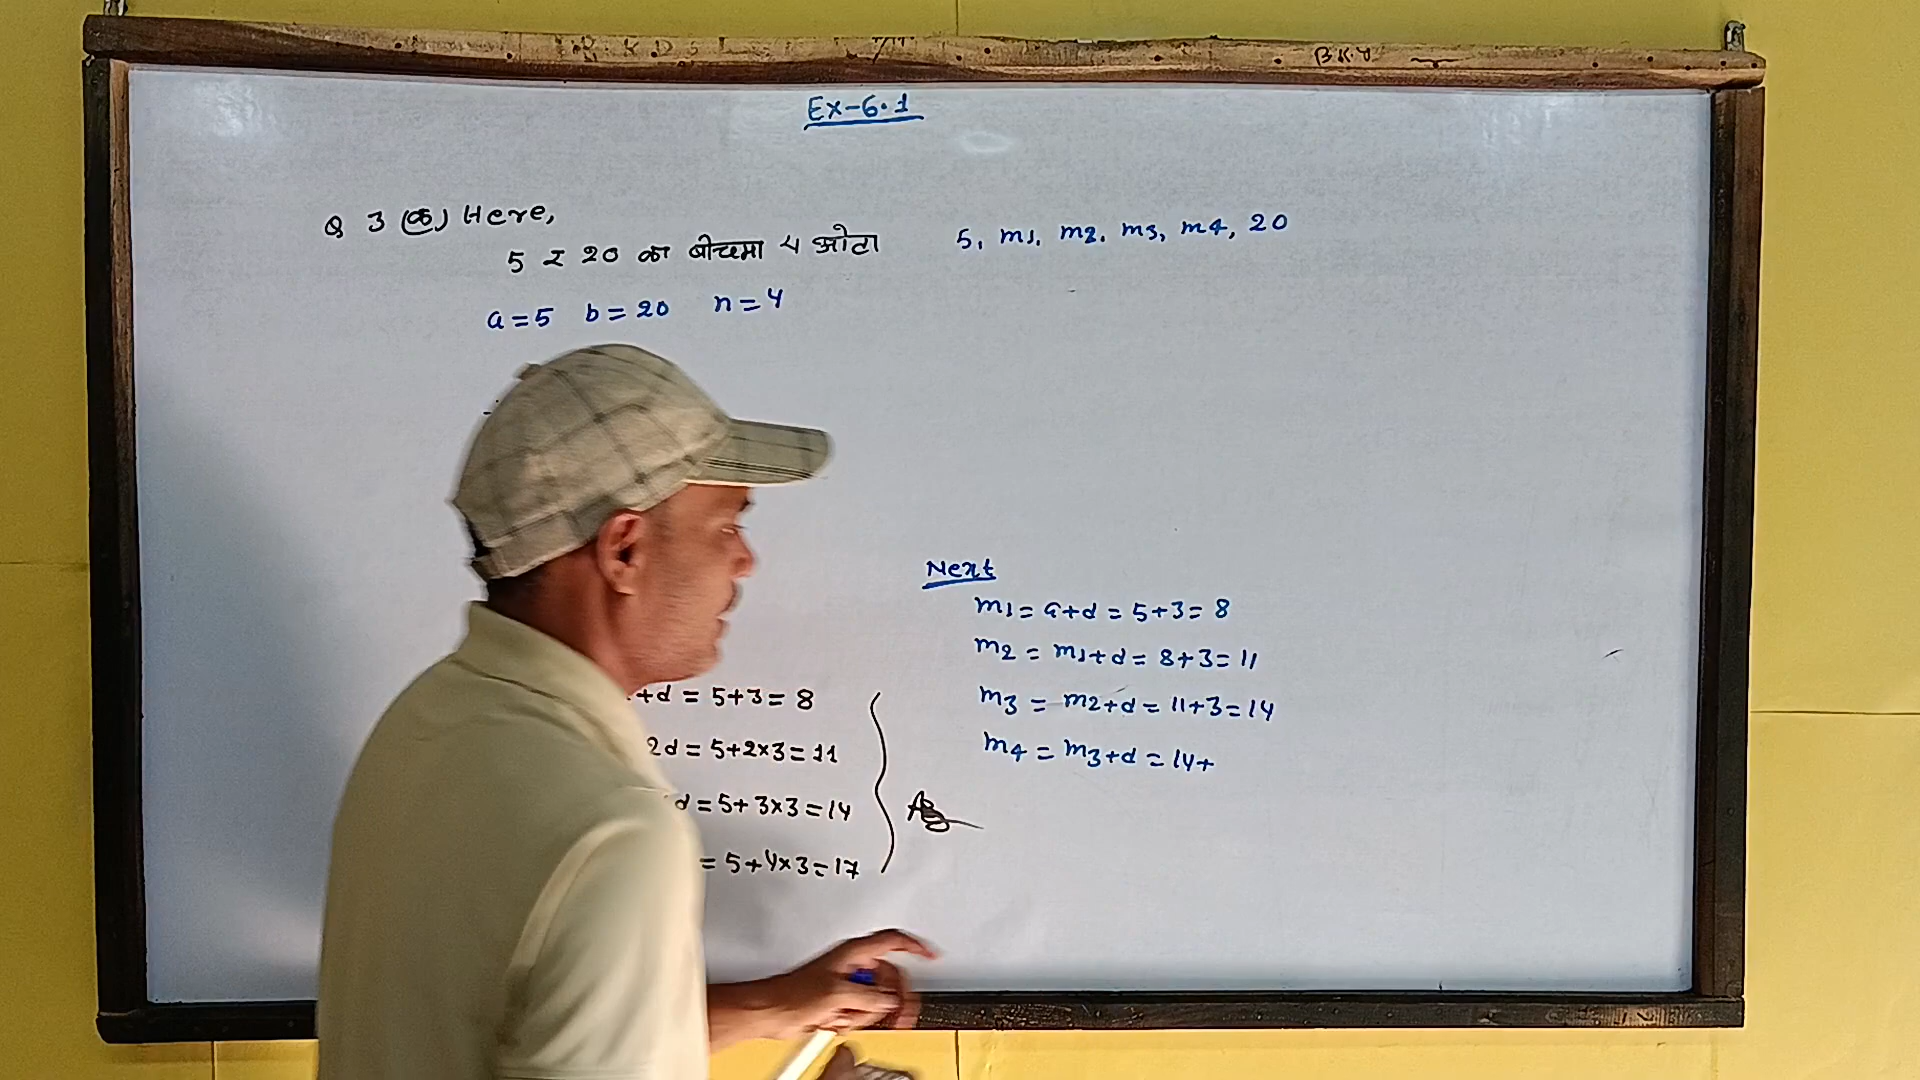 B.K.Y
Ex-6.1
Q 3 (क) Here,
5 र 20 का बीचमा ५ ओटा
5, m1, m2, m3, m4, 20
a=5 b=20 n=4
+d = 5+3= 8
2d = 5+2×3=11
d = 5+ 3×3=14
= 5+4×3=17
Next
m1= a+d = 5+3= 8
m2 = m1+d = 8+3= 11
m3 = m2+d = 11+3=14
m4 = m3+d = 14+